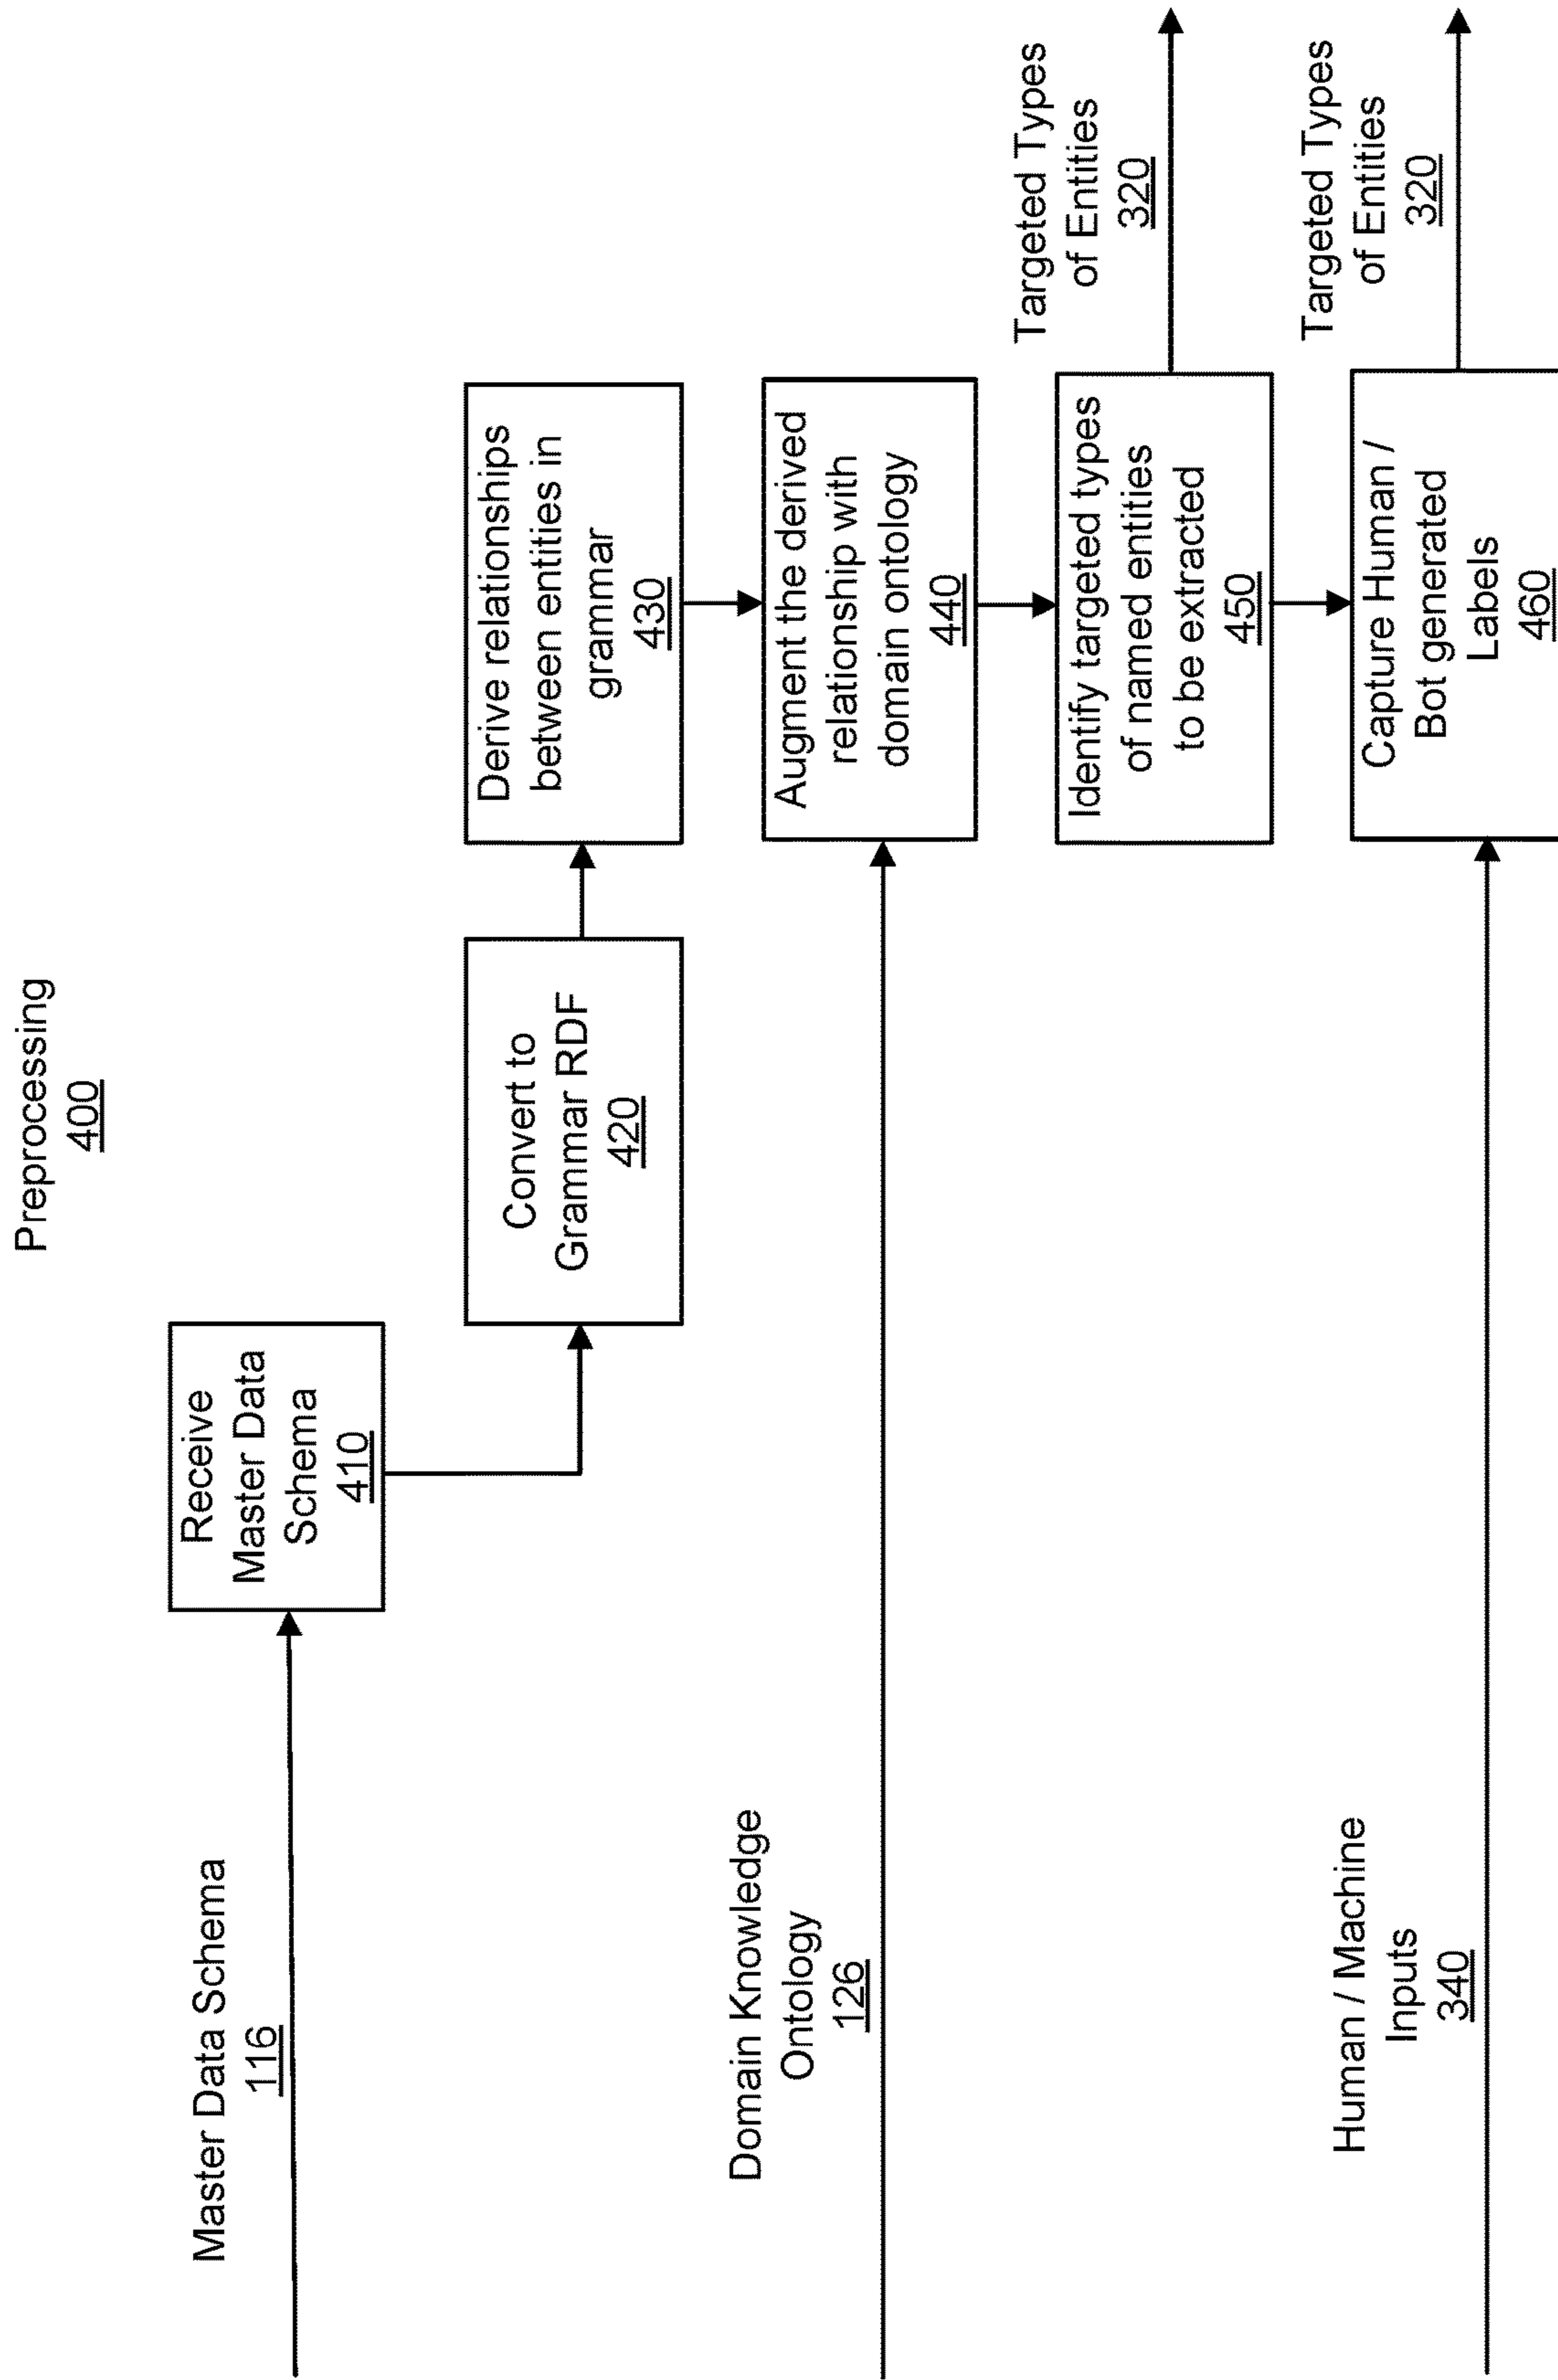 Preprocessing
400
Master Data Schema
116
Receive
Master Data
Schema
410
Convert to
Grammar RDF
420
Derive relationships
between entities in
grammar
430
Domain Knowledge
Ontology
126
Augment the derived
relationship with
domain ontology
440
Identify targeted types
of named entities
to be extracted
450
Targeted Types
of Entities
320
Human / Machine
Inputs
340
Capture Human /
Bot generated
Labels
460
Targeted Types
of Entities
320